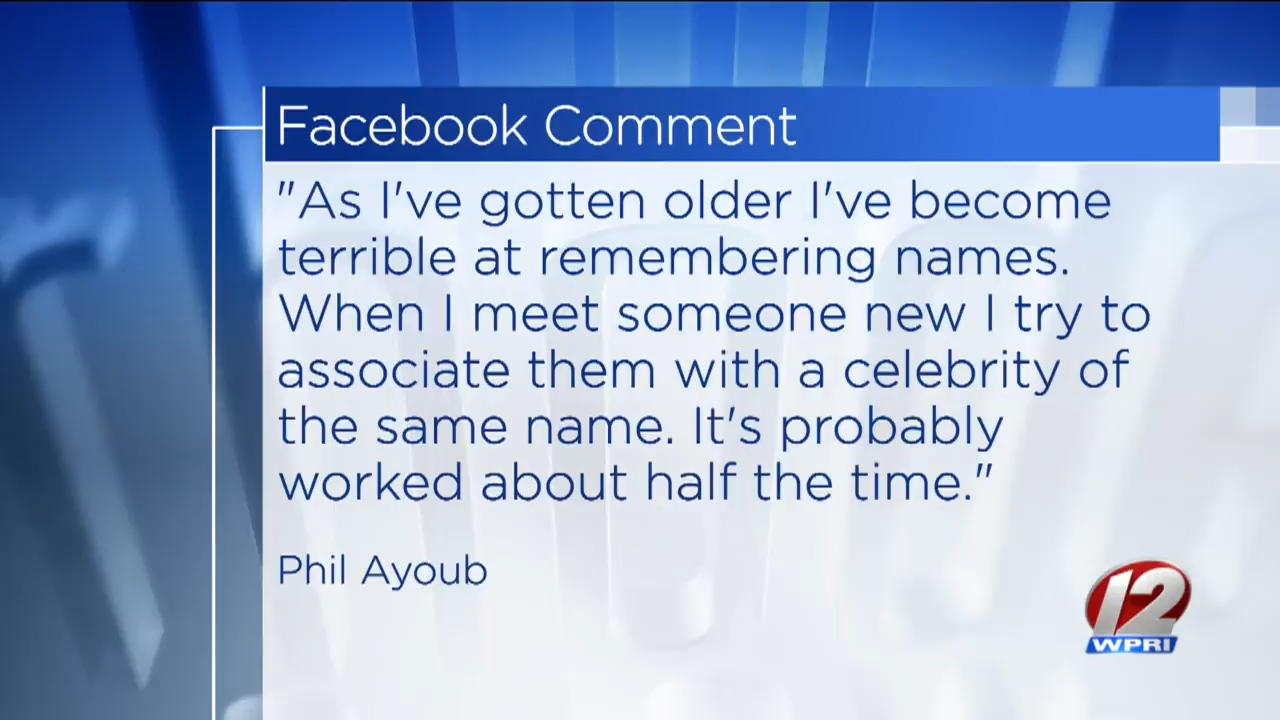 Facebook Comment
"As I've gotten older I've become
terrible at remembering names.
When I meet someone new I try to
associate them with a celebrity of
the same name. It's probably
worked about half the time."
Phil Ayoub
12
WPRI